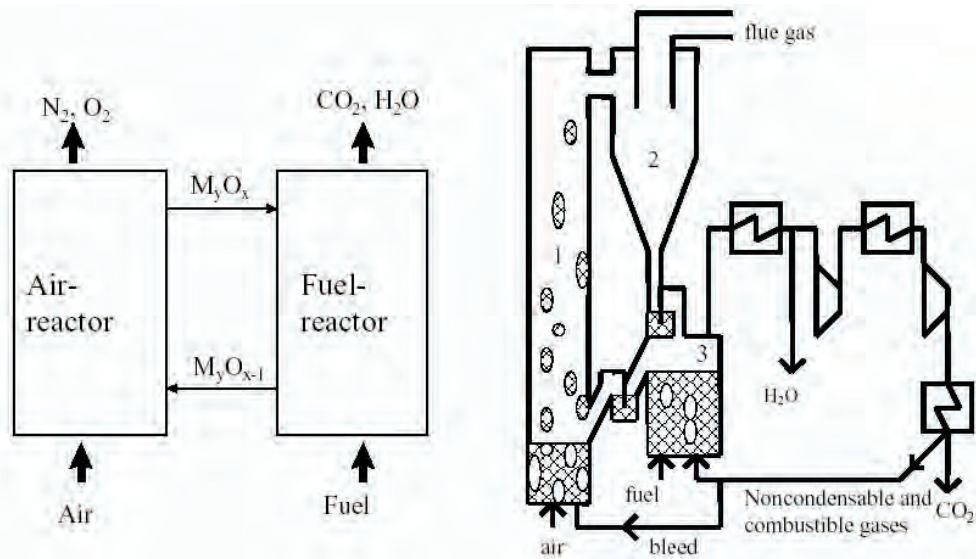 N₂, O₂
CO₂, H₂O
MyOx
Air-
reactor
Fuel-
reactor
MyOx-1
Air
Fuel
flue gas
2
1
3
H₂O
fuel
Noncondensable and
combustible gases
CO₂
air
bleed